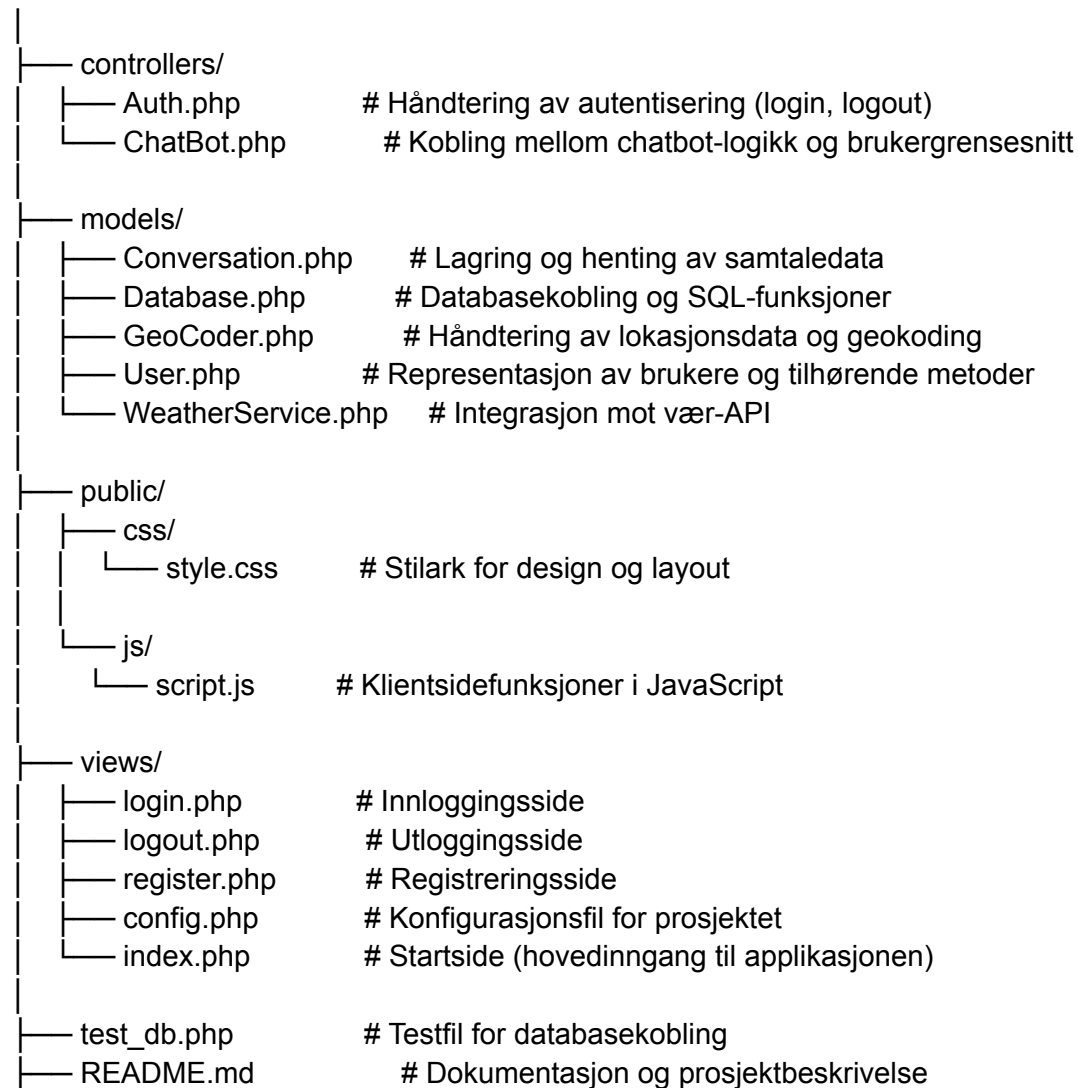 │
├── controllers/
│   ├── Auth.php # Håndtering av autentisering (login, logout)
│   └── ChatBot.php # Kobling mellom chatbot-logikk og brukergrensesnitt
│
├── models/
│   ├── Conversation.php # Lagring og henting av samtaledata
│   ├── Database.php # Databasekobling og SQL-funksjoner
│   ├── GeoCoder.php # Håndtering av lokasjonsdata og geokoding
│   ├── User.php # Representasjon av brukere og tilhørende metoder
│   └── WeatherService.php # Integrasjon mot vær-API
│
├── public/
│   ├── css/
│   │   └── style.css # Stilark for design og layout
│   │
│   └── js/
│       └── script.js # Klientsidefunksjoner i JavaScript
│
├── views/
│   ├── login.php # Innloggingsside
│   ├── logout.php # Utloggingsside
│   ├── register.php # Registreringsside
│   ├── config.php # Konfigurasjonsfil for prosjektet
│   └── index.php # Startside (hovedinngang til applikasjonen)
│
├── test_db.php # Testfil for databasekobling
├── README.md # Dokumentasjon og prosjektbeskrivelse